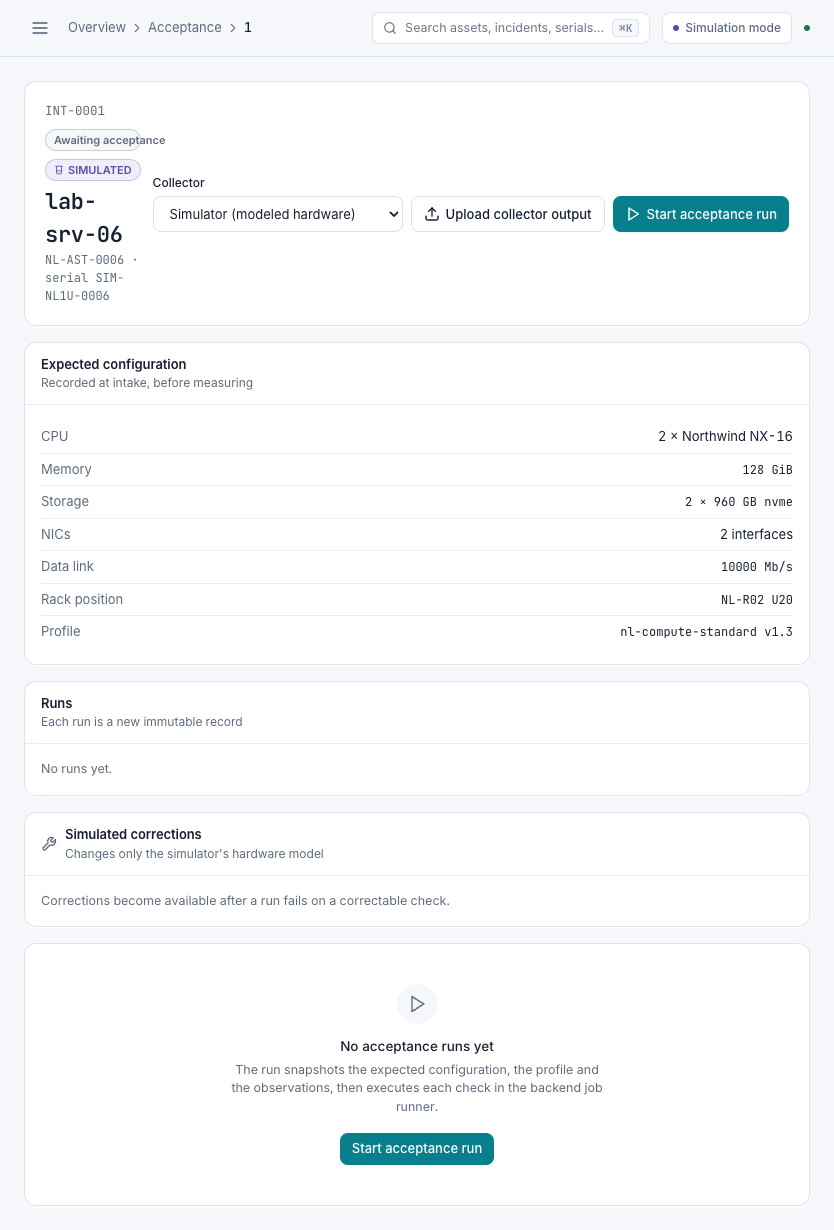 Overview > Acceptance > 1
Search assets, incidents, serials... ⌘K
Simulation mode
INT-0001
Awaiting acceptance
SIMULATED
lab-
srv-06
NL-AST-0006 ·
serial SIM-
NL1U-0006
Collector
Simulator (modeled hardware)
Upload collector output
Start acceptance run
Expected configuration
Recorded at intake, before measuring
CPU 2 × Northwind NX-16
Memory 128 GiB
Storage 2 × 960 GB nvme
NICs 2 interfaces
Data link 10000 Mb/s
Rack position NL-R02 U20
Profile nl-compute-standard v1.3
Runs
Each run is a new immutable record
No runs yet.
Simulated corrections
Changes only the simulator's hardware model
Corrections become available after a run fails on a correctable check.
No acceptance runs yet
The run snapshots the expected configuration, the profile and
the observations, then executes each check in the backend job
runner.
Start acceptance run